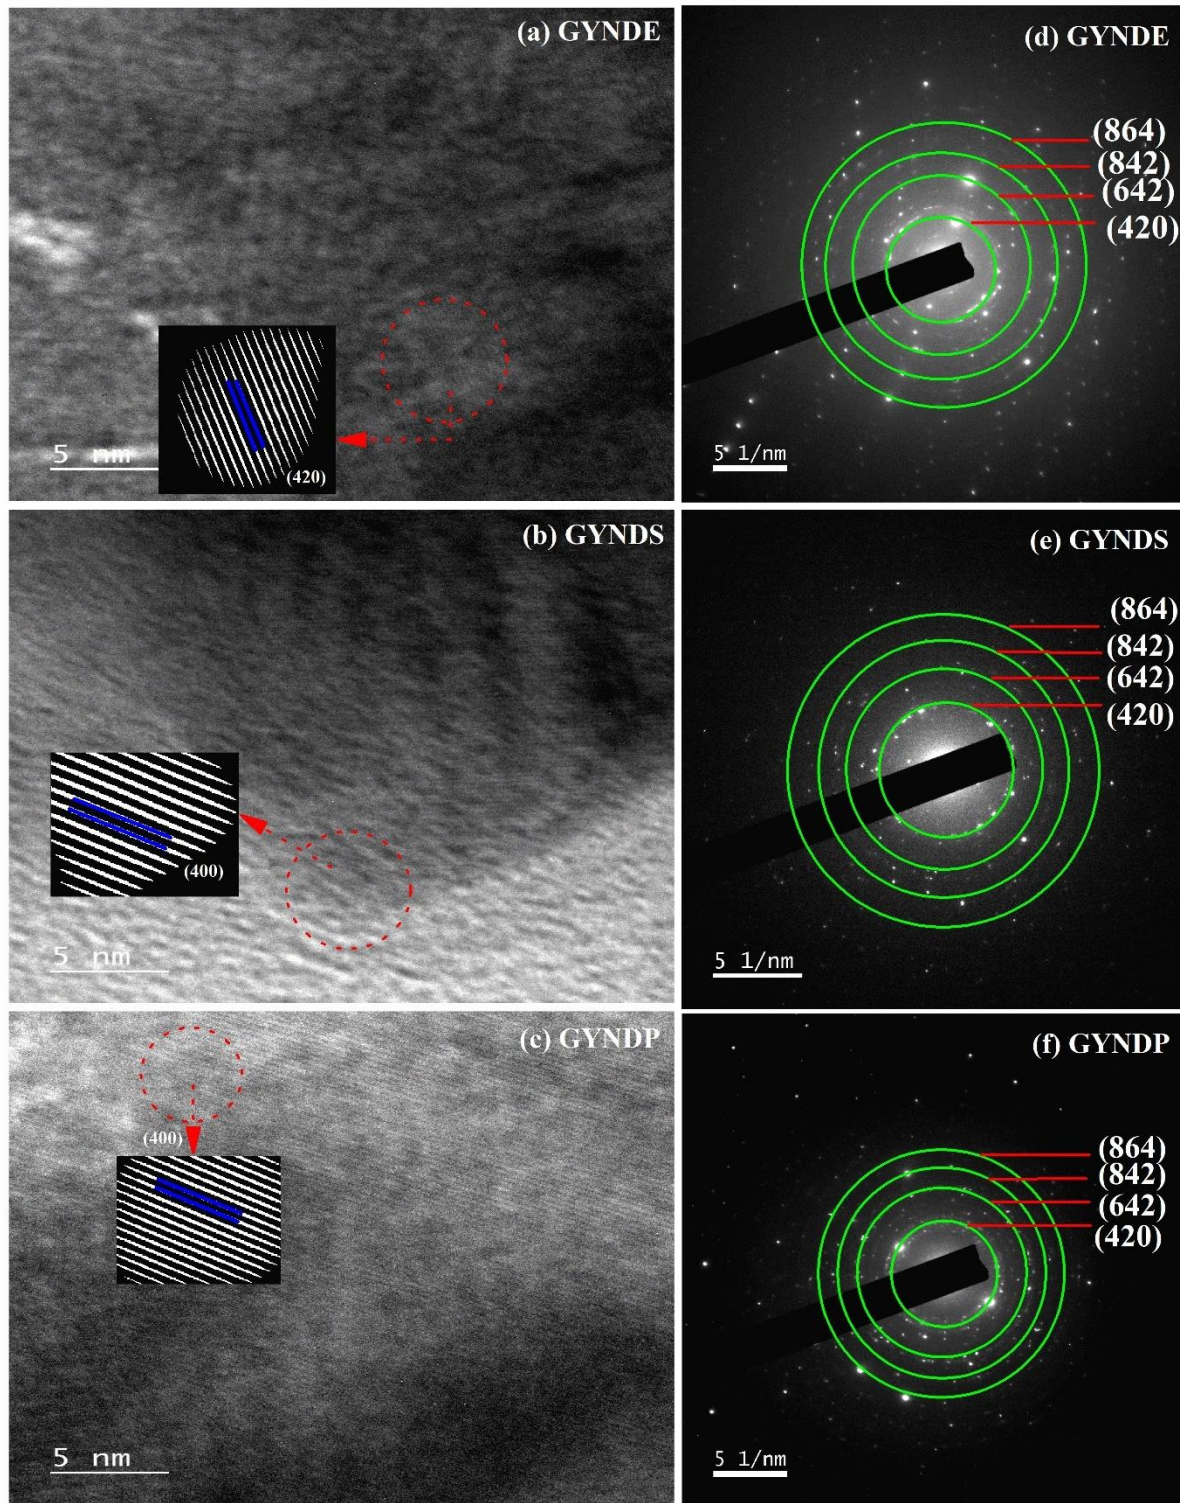 (a) GYNDE
(420)
5 nm
(d) GYNDE
(864)
(842)
(642)
(420)
5 1/nm
(b) GYNDS
(400)
5 nm
(e) GYNDS
(864)
(842)
(642)
(420)
5 1/nm
(c) GYNDP
(400)
5 nm
(f) GYNDP
(864)
(842)
(642)
(420)
5 1/nm